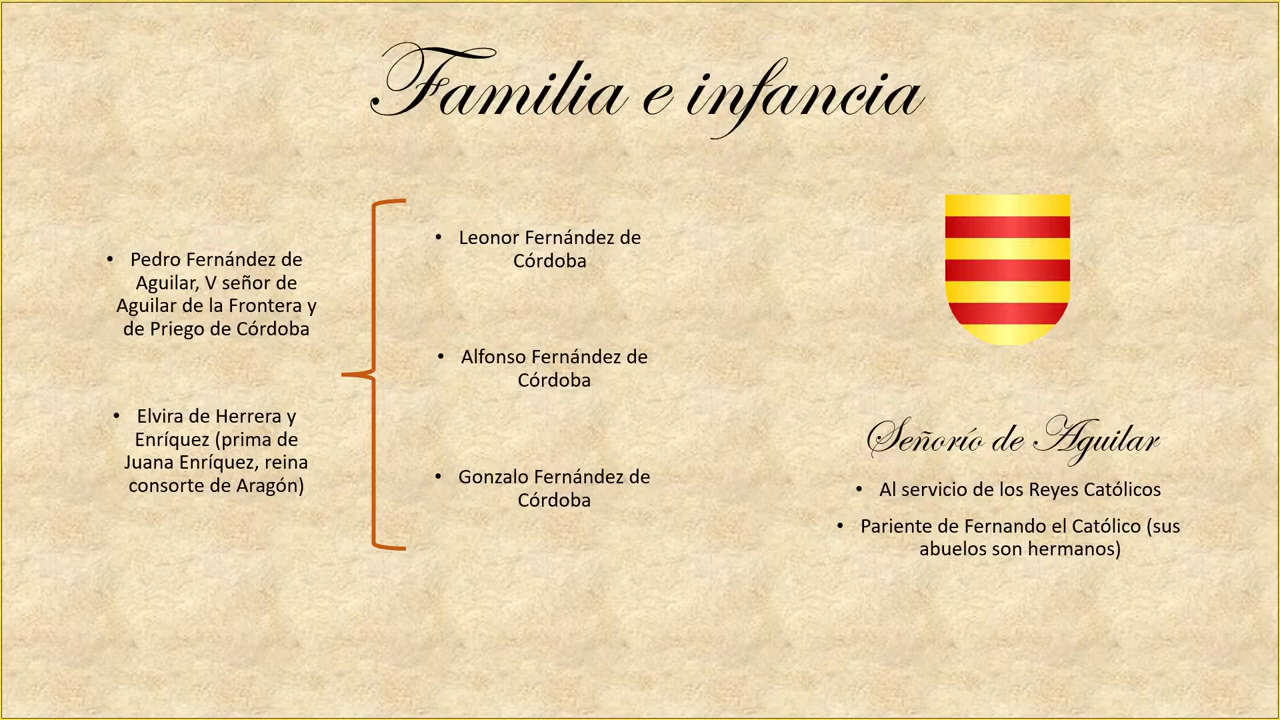 Familia e infancia
• Pedro Fernández de
Aguilar, V señor de
Aguilar de la Frontera y
de Priego de Córdoba
• Elvira de Herrera y
Enríquez (prima de
Juana Enríquez, reina
consorte de Aragón)
• Leonor Fernández de
Córdoba
• Alfonso Fernández de
Córdoba
• Gonzalo Fernández de
Córdoba
Señorío de Aguilar
• Al servicio de los Reyes Católicos
• Pariente de Fernando el Católico (sus
abuelos son hermanos)